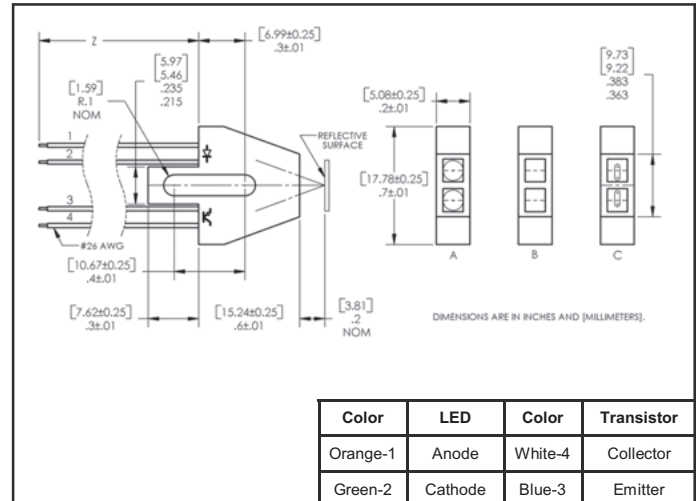 Z
[6.99±0.25]
.3±.01
[5.97
5.46]
.235
.215
[1.59]
R.1
NOM
1
2
3
4
#26 AWG
REFLECTIVE
SURFACE
[10.67±0.25]
.4±.01
[7.62±0.25]
.3±.01
[15.24±0.25]
.6±.01
[3.81]
.2
NOM
[5.08±0.25]
.2±.01
[17.78±0.25]
.7±.01
[9.73
9.22]
.383
.363
A
B
C
DIMENSIONS ARE IN INCHES AND [MILLIMETERS].
Color LED Color Transistor
Orange-1 Anode White-4 Collector
Green-2 Cathode Blue-3 Emitter